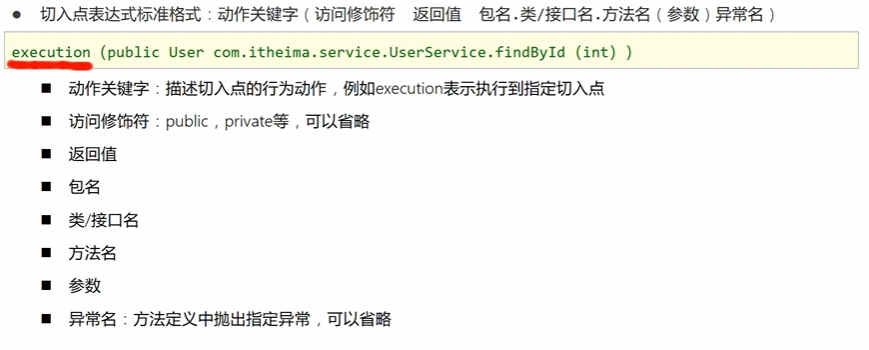 ● 切入点表达式标准格式：动作关键字（访问修饰符 返回值 包名.类/接口名.方法名（参数）异常名）
execution（public User com.itheima.service.UserService.findById（int））
■ 动作关键字：描述切入点的行为动作，例如execution表示执行到指定切入点
■ 访问修饰符：public，private等，可以省略
■ 返回值
■ 包名
■ 类/接口名
■ 方法名
■ 参数
■ 异常名：方法定义中抛出指定异常，可以省略